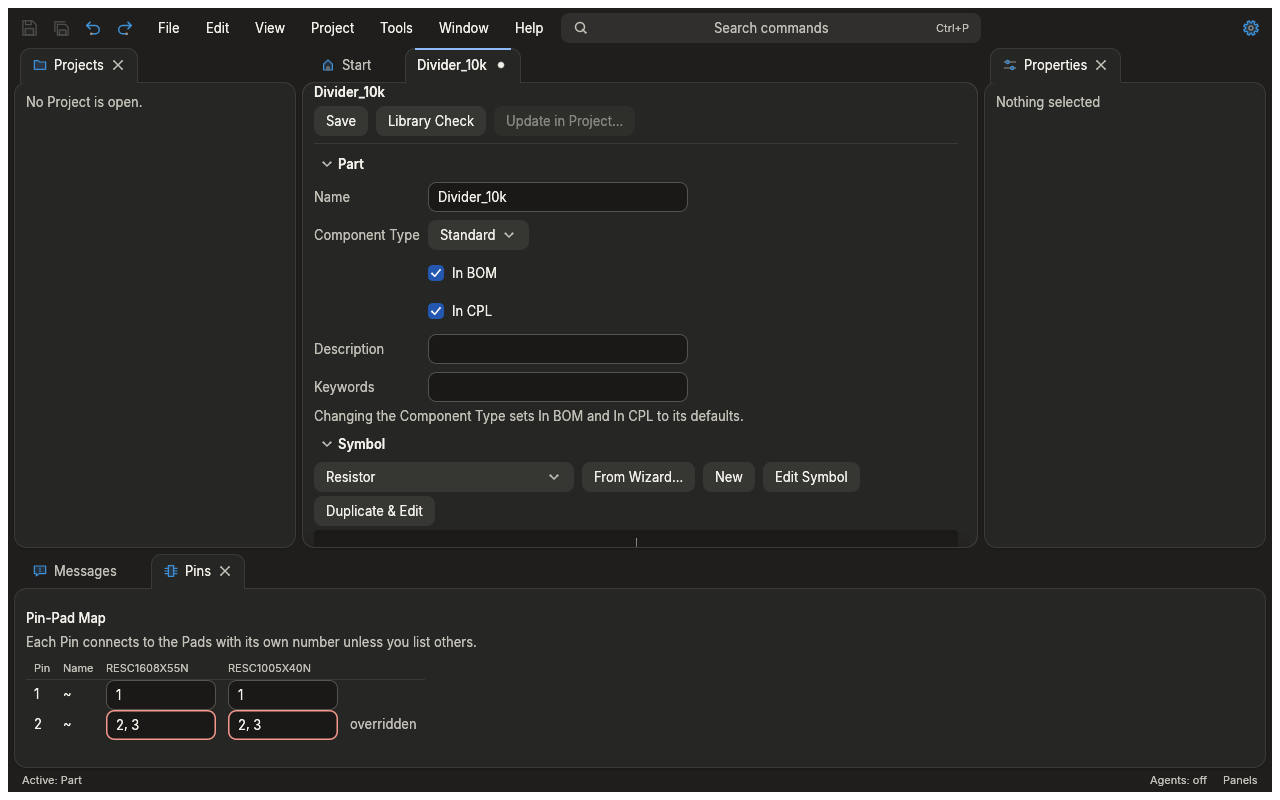 File Edit View Project Tools Window Help Search commands Ctrl+P
Projects Start Divider_10k Properties
No Project is open.
Divider_10k
Save Library Check Update in Project...
Part
Name Divider_10k
Component Type Standard
In BOM
In CPL
Description
Keywords
Changing the Component Type sets In BOM and In CPL to its defaults.
Symbol
Resistor From Wizard... New Edit Symbol
Duplicate & Edit
Nothing selected
Messages Pins
Pin-Pad Map
Each Pin connects to the Pads with its own number unless you list others.
Pin Name RESC1608X55N RESC1005X40N
1 ~ 1 1
2 ~ 2, 3 2, 3 overridden
Active: Part Agents: off Panels